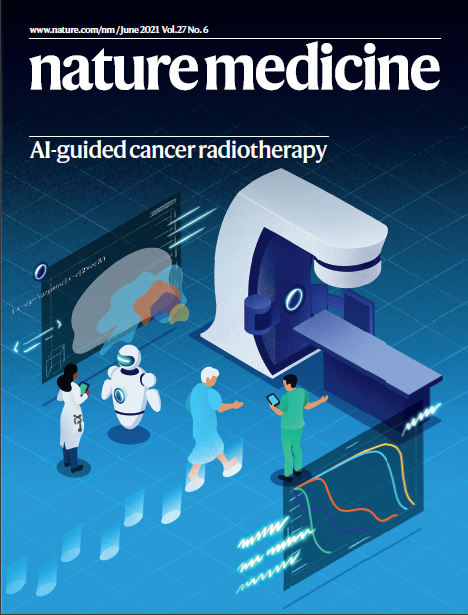 www.nature.com/nm / June 2021 Vol.27 No. 6
nature medicine
AI-guided cancer radiotherapy